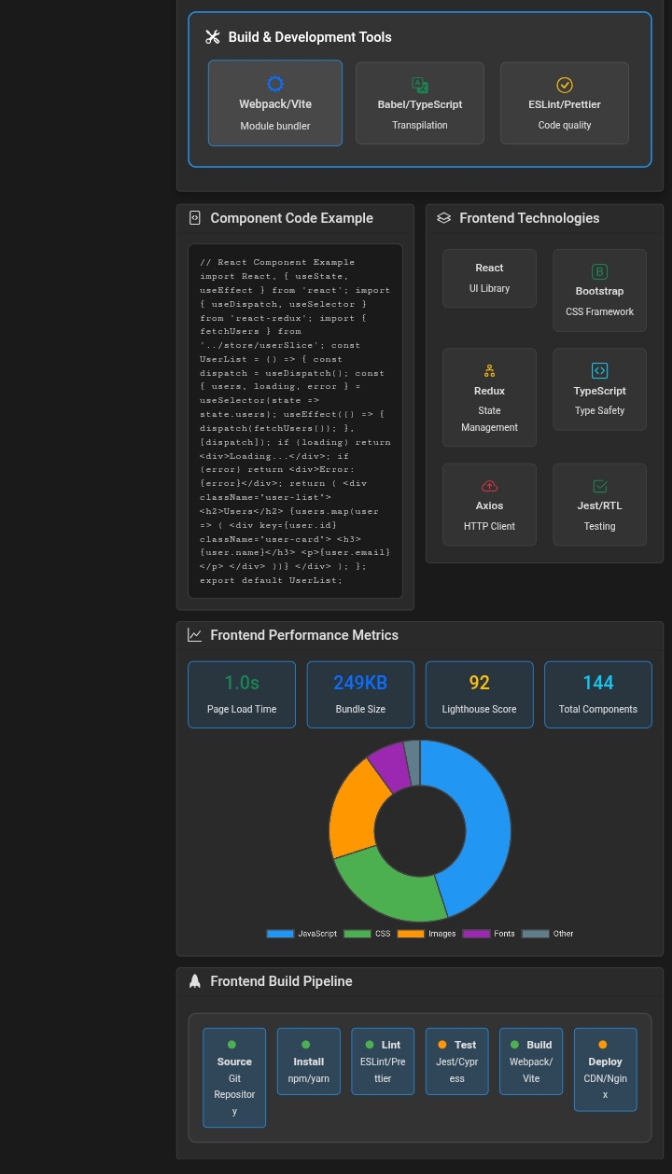 Build & Development Tools
Webpack/Vite
Module bundler
Babel/TypeScript
Transpilation
ESLint/Prettier
Code quality
Component Code Example
// React Component Example
import React, { useState,
useEffect } from 'react'; import
{ useDispatch, useSelector }
from 'react-redux'; import {
fetchUsers } from
'../store/userSlice'; const
UserList = () => { const
dispatch = useDispatch(); const
{ users, loading, error } =
useSelector(state =>
state.users); useEffect(() => {
dispatch(fetchUsers()); },
[dispatch]); if (loading) return
<div>Loading...</div>; if
(error) return <div>Error:
{error}</div>; return ( <div
className="user-list">
<h2>Users</h2> {users.map(user
=> ( <div key={user.id}
className="user-card"> <h3>
{user.name}</h3> <p>{user.email}
</p> </div> ))} </div> ); };
export default UserList;
Frontend Technologies
React
UI Library
B
Bootstrap
CSS Framework
Redux
State
Management
TypeScript
Type Safety
Axios
HTTP Client
Jest/RTL
Testing
Frontend Performance Metrics
1.0s
Page Load Time
249KB
Bundle Size
92
Lighthouse Score
144
Total Components
JavaScript CSS Images Fonts Other
Frontend Build Pipeline
Source
Git
Repositor
y
Install
npm/yarn
Lint
ESLint/Pre
ttier
Test
Jest/Cypr
ess
Build
Webpack/
Vite
Deploy
CDN/Ngin
x